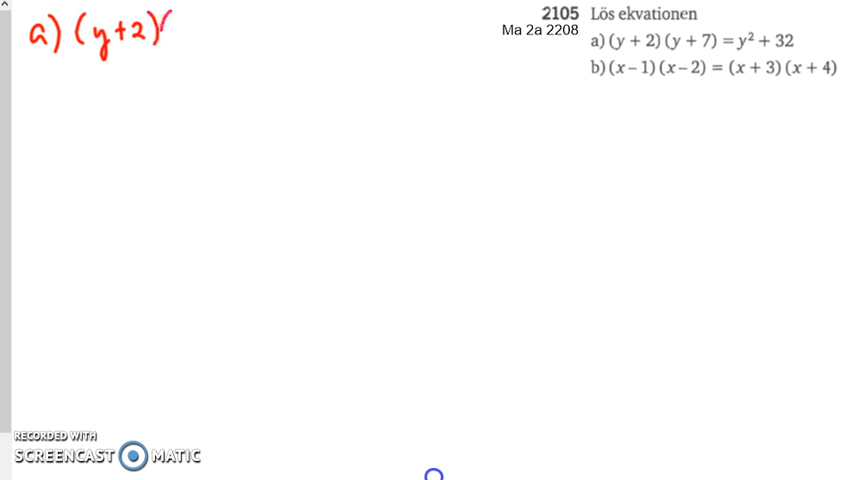 a) (y+2)(
2105 Lös ekvationen
Ma 2a 2208
a) (y + 2) (y + 7) = y² + 32
b) (x – 1) (x – 2) = (x + 3) (x + 4)
RECORDED WITH
SCREENCAST MATIC